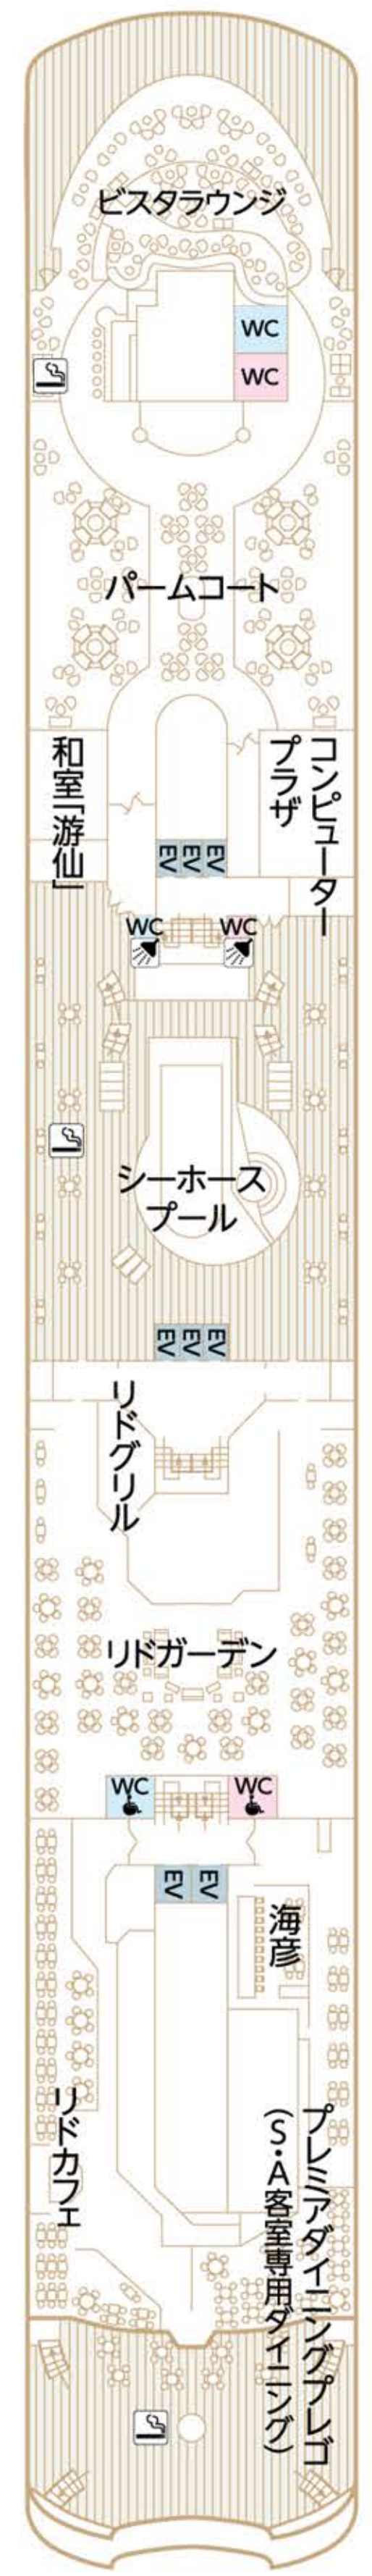 ビスタラウンジ
WC
WC
パームコート
和室「游仙」
コンピューター
プラザ
EV EV EV
WC WC
シーホース
プール
EV EV EV
リドグリル
リドガーデン
WC WC
EV EV
海彦
リドカフェ
プレミアダイニングプレゴ
(S・A客室専用ダイニング)